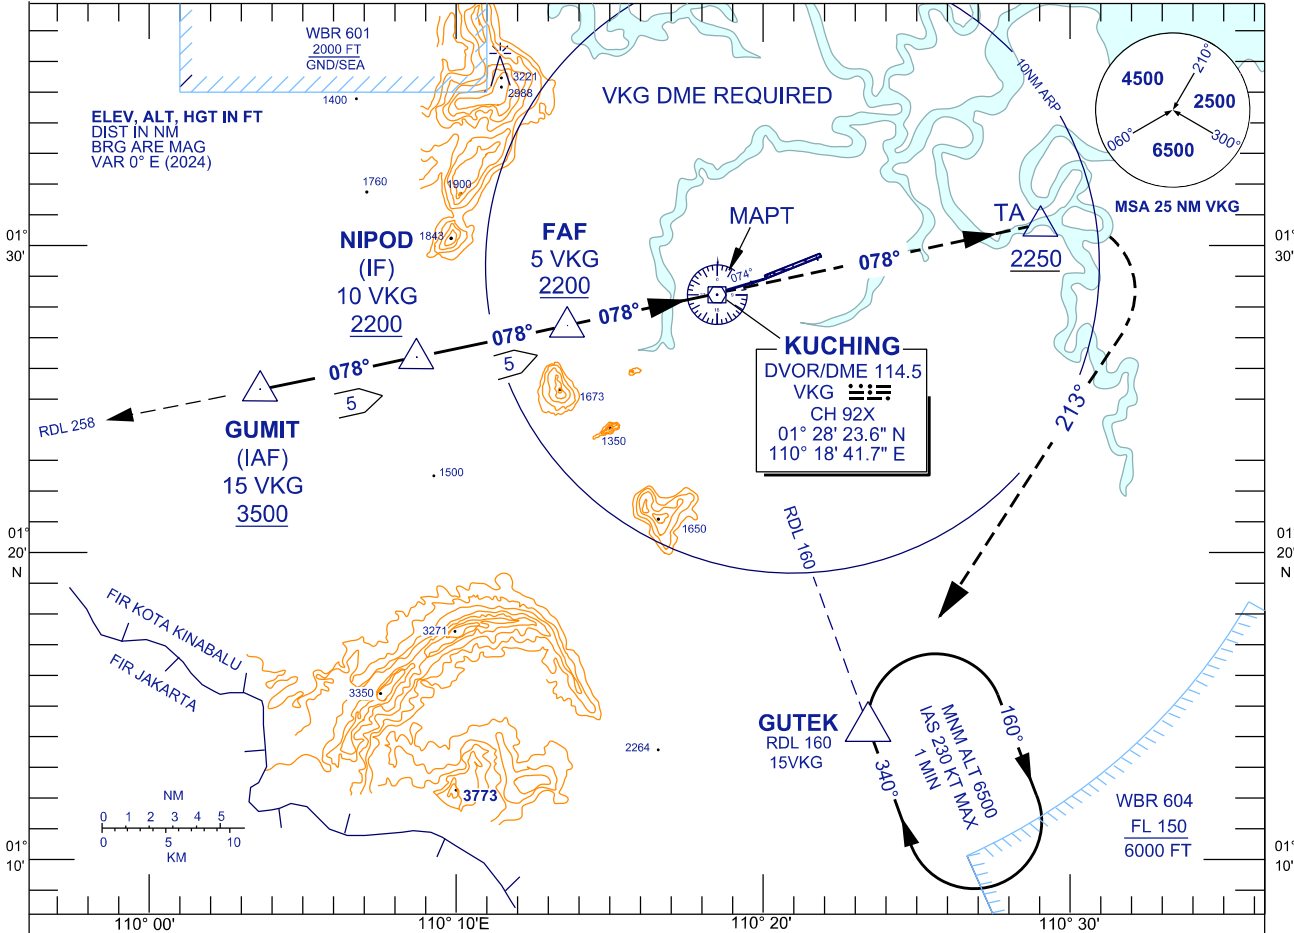 WBR 601
2000 FT
GND/SEA
1400
3221
2988
ELEV, ALT, HGT IN FT
DIST IN NM
BRG ARE MAG
VAR 0° E (2024)
VKG DME REQUIRED
10NM ARP
4500
210°
2500
060°
300°
6500
MSA 25 NM VKG
1760
1900
1843
01°
30'
NIPOD
(IF)
10 VKG
2200
FAF
5 VKG
2200
MAPT
074°
TA
2250
01°
30'
078°
078°
078°
078°
5
5
RDL 258
GUMIT
(IAF)
15 VKG
3500
KUCHING
DVOR/DME 114.5
VKG
CH 92X
01° 28' 23.6" N
110° 18' 41.7" E
213°
1673
1350
1500
1650
01°
20'
N
01°
20'
N
RDL 160
FIR KOTA KINABALU
FIR JAKARTA
3271
3350
2264
3773
GUTEK
RDL 160
15VKG
340°
MNM ALT 6500
IAS 230 KT MAX
1 MIN
160°
WBR 604
FL 150
6000 FT
NM
0 1 2 3 4 5
0 5 10
KM
01°
10'
01°
10'
110° 00'
110° 10'E
110° 20'
110° 30'